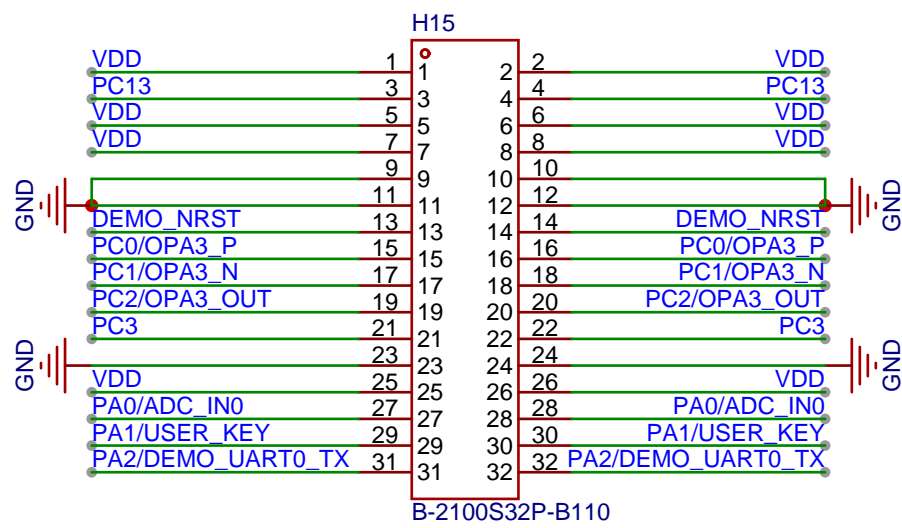 H15
VDD 1 1 2 2 VDD
PC13 3 3 4 4 PC13
VDD 5 5 6 6 VDD
VDD 7 7 8 8 VDD
9 9 10 10
GND 11 11 12 12 GND
DEMO_NRST 13 13 14 14 DEMO_NRST
PC0/OPA3_P 15 15 16 16 PC0/OPA3_P
PC1/OPA3_N 17 17 18 18 PC1/OPA3_N
PC2/OPA3_OUT 19 19 20 20 PC2/OPA3_OUT
PC3 21 21 22 22 PC3
GND 23 23 24 24 GND
VDD 25 25 26 26 VDD
PA0/ADC_IN0 27 27 28 28 PA0/ADC_IN0
PA1/USER_KEY 29 29 30 30 PA1/USER_KEY
PA2/DEMO_UART0_TX 31 31 32 32 PA2/DEMO_UART0_TX
B-2100S32P-B110